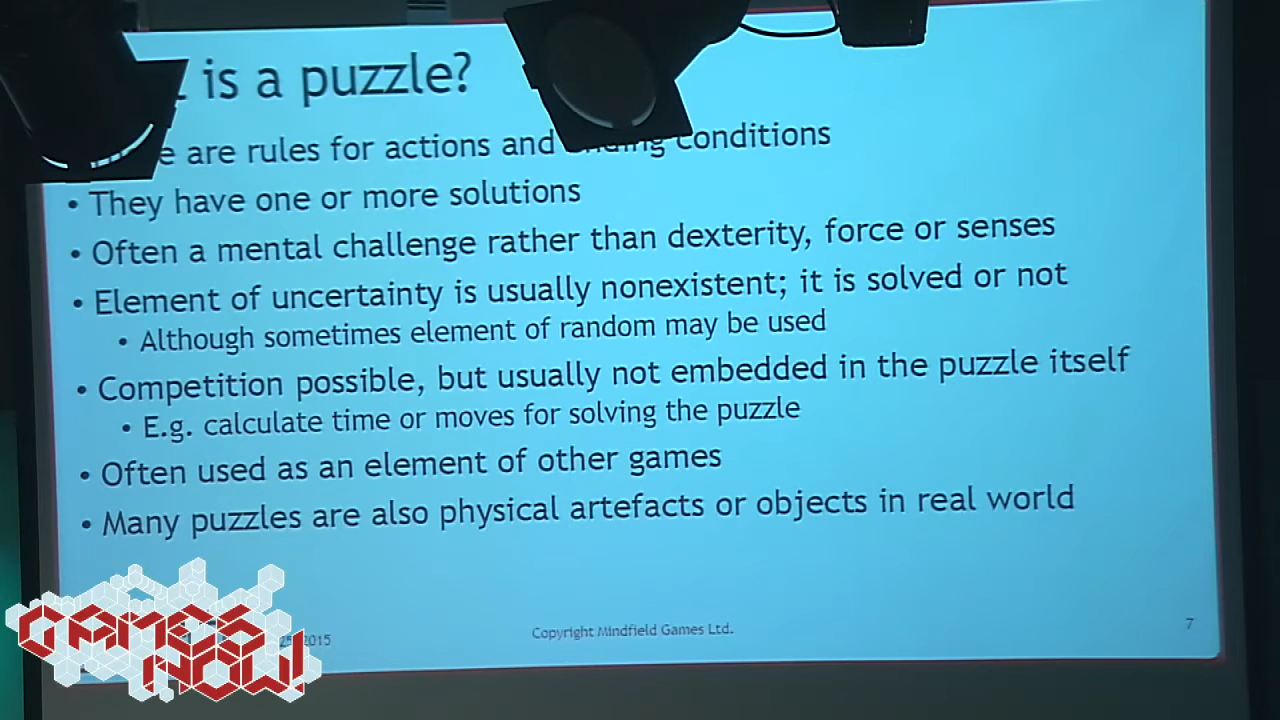 is a puzzle?
are rules for actions and ending conditions
• They have one or more solutions
• Often a mental challenge rather than dexterity, force or senses
• Element of uncertainty is usually nonexistent; it is solved or not
• Although sometimes element of random may be used
• Competition possible, but usually not embedded in the puzzle itself
• E.g. calculate time or moves for solving the puzzle
• Often used as an element of other games
• Many puzzles are also physical artefacts or objects in real world
2015
Copyright Mindfield Games Ltd.
7
GAMES
NOW!